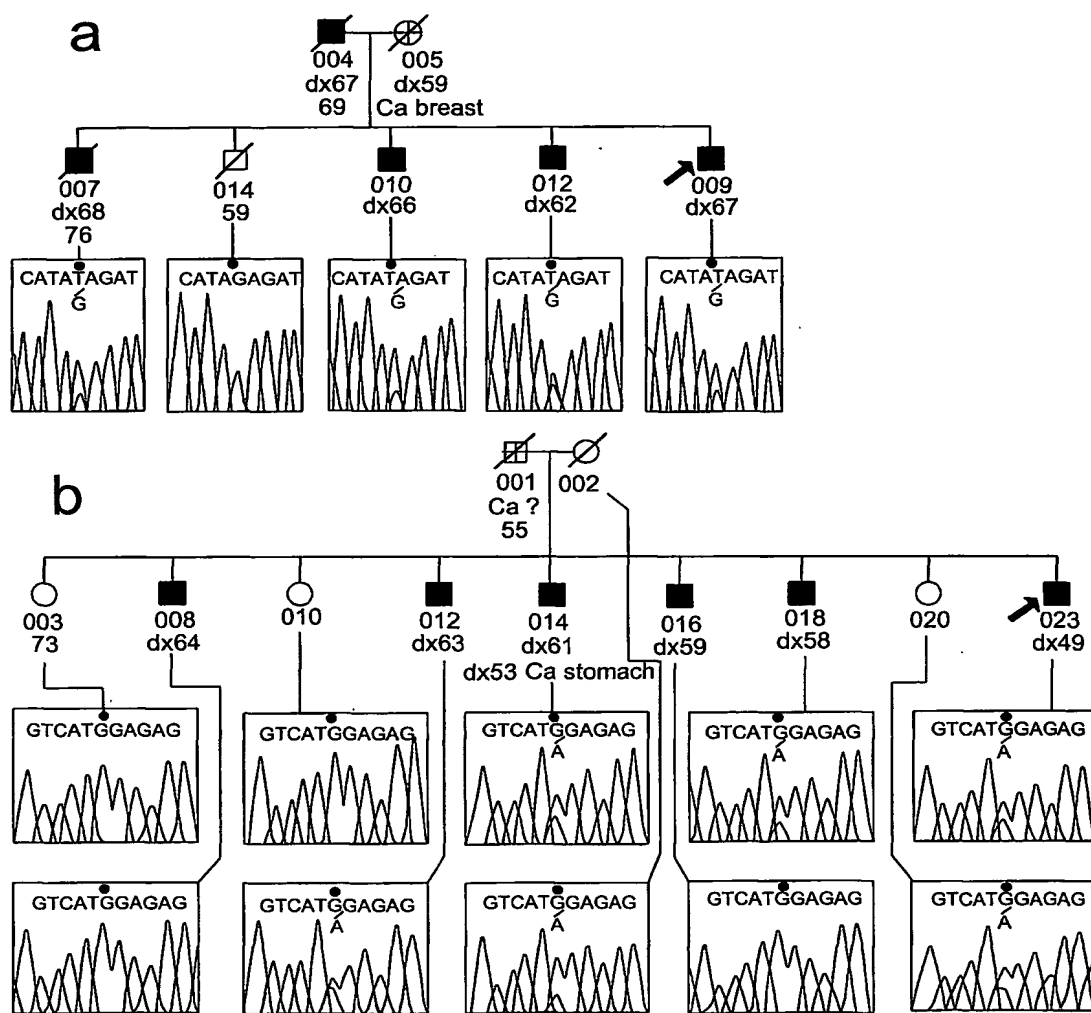 a
004 005
dx67 dx59
69 Ca breast
007 014 010 012 009
dx68 59 dx66 dx62 dx67
76
CATATAGAT CATAGAGAT CATATAGAT CATATAGAT CATATAGAT
G G G G
b
001 002
Ca ?
55
003 008 010 012 014 016 018 020 023
73 dx64 dx63 dx61 dx59 dx58 dx49
dx53 Ca stomach
GTCATGGAGAG GTCATGGAGAG GTCATGGAGAG GTCATGGAGAG GTCATGGAGAG
A A A
GTCATGGAGAG GTCATGGAGAG GTCATGGAGAG GTCATGGAGAG GTCATGGAGAG
A A A